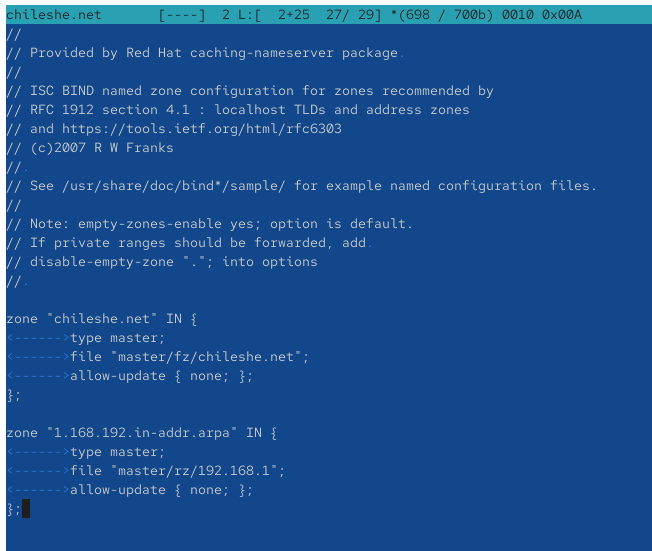 chileshe.net [----] 2 L:[ 2+25 27/ 29] *(698 / 700b) 0010 0x00A
//
// Provided by Red Hat caching-nameserver package.
//
// ISC BIND named zone configuration for zones recommended by
// RFC 1912 section 4.1 : localhost TLDs and address zones
// and https://tools.ietf.org/html/rfc6303
// (c)2007 R W Franks
//.
// See /usr/share/doc/bind*/sample/ for example named configuration files.
//
// Note: empty-zones-enable yes; option is default.
// If private ranges should be forwarded, add.
// disable-empty-zone "."; into options
//.
zone "chileshe.net" IN {
<------>type master;
<------>file "master/fz/chileshe.net";
<------>allow-update { none; };
};
zone "1.168.192.in-addr.arpa" IN {
<------>type master;
<------>file "master/rz/192.168.1";
<------>allow-update { none; };
};